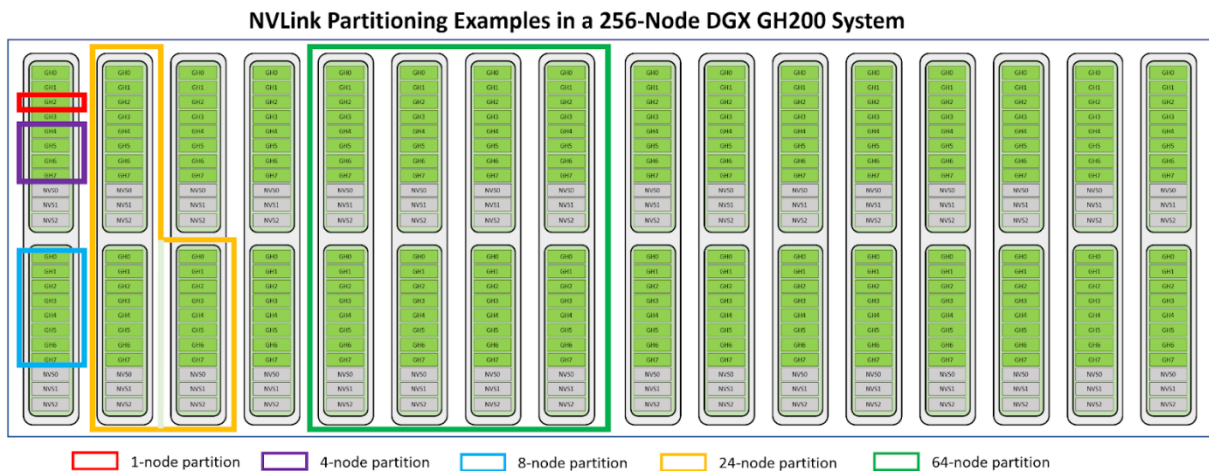 NVLink Partitioning Examples in a 256-Node DGX GH200 System
GH0 GH0 GH0 GH0 GH0 GH0 GH0 GH0 GH0 GH0 GH0 GH0 GH0 GH0 GH0 GH0
GH1 GH1 GH1 GH1 GH1 GH1 GH1 GH1 GH1 GH1 GH1 GH1 GH1 GH1 GH1 GH1
GH2 GH2 GH2 GH2 GH2 GH2 GH2 GH2 GH2 GH2 GH2 GH2 GH2 GH2 GH2 GH2
GH3 GH3 GH3 GH3 GH3 GH3 GH3 GH3 GH3 GH3 GH3 GH3 GH3 GH3 GH3 GH3
GH4 GH4 GH4 GH4 GH4 GH4 GH4 GH4 GH4 GH4 GH4 GH4 GH4 GH4 GH4 GH4
GH5 GH5 GH5 GH5 GH5 GH5 GH5 GH5 GH5 GH5 GH5 GH5 GH5 GH5 GH5 GH5
GH6 GH6 GH6 GH6 GH6 GH6 GH6 GH6 GH6 GH6 GH6 GH6 GH6 GH6 GH6 GH6
GH7 GH7 GH7 GH7 GH7 GH7 GH7 GH7 GH7 GH7 GH7 GH7 GH7 GH7 GH7 GH7
NVS0 NVS0 NVS0 NVS0 NVS0 NVS0 NVS0 NVS0 NVS0 NVS0 NVS0 NVS0 NVS0 NVS0 NVS0 NVS0
NVS1 NVS1 NVS1 NVS1 NVS1 NVS1 NVS1 NVS1 NVS1 NVS1 NVS1 NVS1 NVS1 NVS1 NVS1 NVS1
NVS2 NVS2 NVS2 NVS2 NVS2 NVS2 NVS2 NVS2 NVS2 NVS2 NVS2 NVS2 NVS2 NVS2 NVS2 NVS2
GH0 GH0 GH0 GH0 GH0 GH0 GH0 GH0 GH0 GH0 GH0 GH0 GH0 GH0 GH0 GH0
GH1 GH1 GH1 GH1 GH1 GH1 GH1 GH1 GH1 GH1 GH1 GH1 GH1 GH1 GH1 GH1
GH2 GH2 GH2 GH2 GH2 GH2 GH2 GH2 GH2 GH2 GH2 GH2 GH2 GH2 GH2 GH2
GH3 GH3 GH3 GH3 GH3 GH3 GH3 GH3 GH3 GH3 GH3 GH3 GH3 GH3 GH3 GH3
GH4 GH4 GH4 GH4 GH4 GH4 GH4 GH4 GH4 GH4 GH4 GH4 GH4 GH4 GH4 GH4
GH5 GH5 GH5 GH5 GH5 GH5 GH5 GH5 GH5 GH5 GH5 GH5 GH5 GH5 GH5 GH5
GH6 GH6 GH6 GH6 GH6 GH6 GH6 GH6 GH6 GH6 GH6 GH6 GH6 GH6 GH6 GH6
GH7 GH7 GH7 GH7 GH7 GH7 GH7 GH7 GH7 GH7 GH7 GH7 GH7 GH7 GH7 GH7
NVS0 NVS0 NVS0 NVS0 NVS0 NVS0 NVS0 NVS0 NVS0 NVS0 NVS0 NVS0 NVS0 NVS0 NVS0 NVS0
NVS1 NVS1 NVS1 NVS1 NVS1 NVS1 NVS1 NVS1 NVS1 NVS1 NVS1 NVS1 NVS1 NVS1 NVS1 NVS1
NVS2 NVS2 NVS2 NVS2 NVS2 NVS2 NVS2 NVS2 NVS2 NVS2 NVS2 NVS2 NVS2 NVS2 NVS2 NVS2
1-node partition 4-node partition 8-node partition 24-node partition 64-node partition